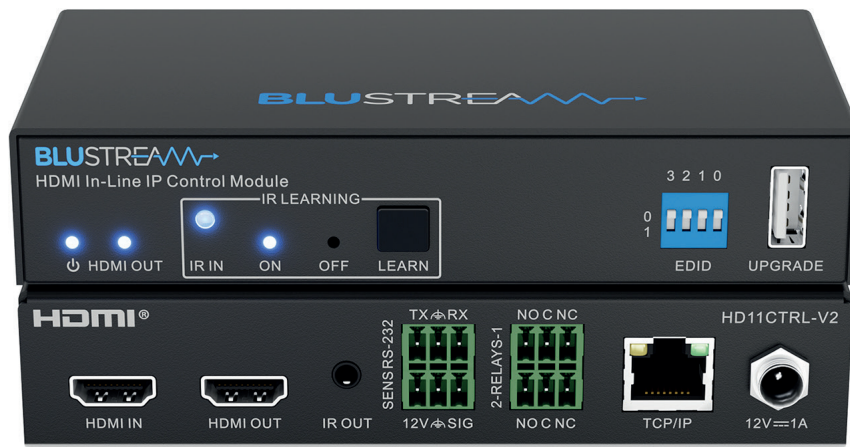 BLUSTREAM
BLUSTREAM
HDMI In-Line IP Control Module
IR LEARNING
HDMI OUT
IR IN
ON
OFF
LEARN
3 2 1 0
0
1
EDID
UPGRADE
HDMI®
HD11CTRL-V2
TX RX
RS-232
SENS
12V SIG
NO C NC
2-RELAYS-1
NO C NC
HDMI IN
HDMI OUT
IR OUT
TCP/IP
12V⎓1A